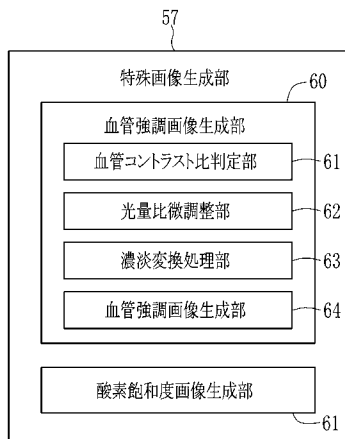 57
特殊画像生成部
60
血管強調画像生成部
血管コントラスト比判定部
61
光量比微調整部
62
濃淡変換処理部
63
血管強調画像生成部
64
酸素飽和度画像生成部
61